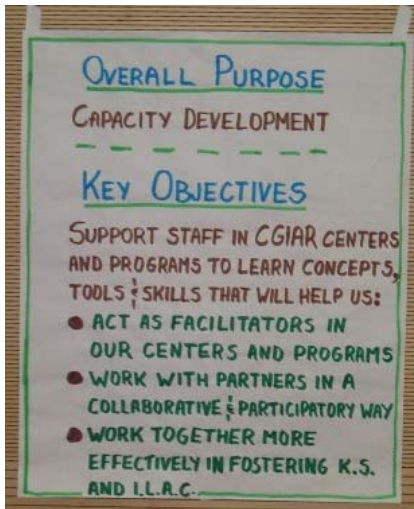 OVERALL PURPOSE
CAPACITY DEVELOPMENT
KEY OBJECTIVES
SUPPORT STAFF IN CGIAR CENTERS
AND PROGRAMS TO LEARN CONCEPTS,
TOOLS & SKILLS THAT WILL HELP US:
• ACT AS FACILITATORS IN
OUR CENTERS AND PROGRAMS
• WORK WITH PARTNERS IN A
COLLABORATIVE & PARTICIPATORY WAY
• WORK TOGETHER MORE
EFFECTIVELY IN FOSTERING K.S.
AND I.L.A.C.